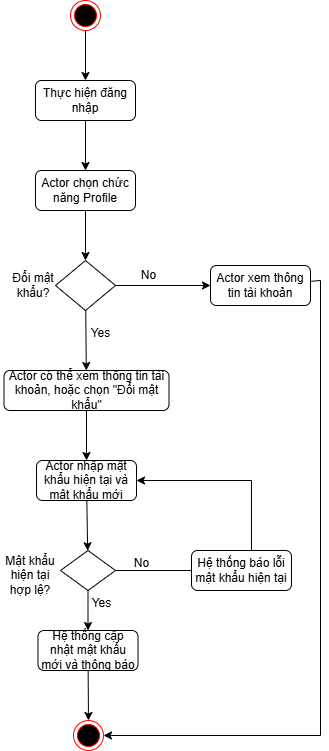 Thực hiện đăng
nhập
Actor chọn chức
năng Profile
Đổi mật
khẩu?
No
Actor xem thông
tin tài khoản
Yes
Actor có thể xem thông tin tài
khoản, hoặc chọn "Đổi mật
khẩu"
Actor nhập mật
khẩu hiện tại và
mật khẩu mới
Mật khẩu
hiện tại
hợp lệ?
No
Hệ thống báo lỗi
mật khẩu hiện tại
Yes
Hệ thống cập
nhật mật khẩu
mới và thông báo